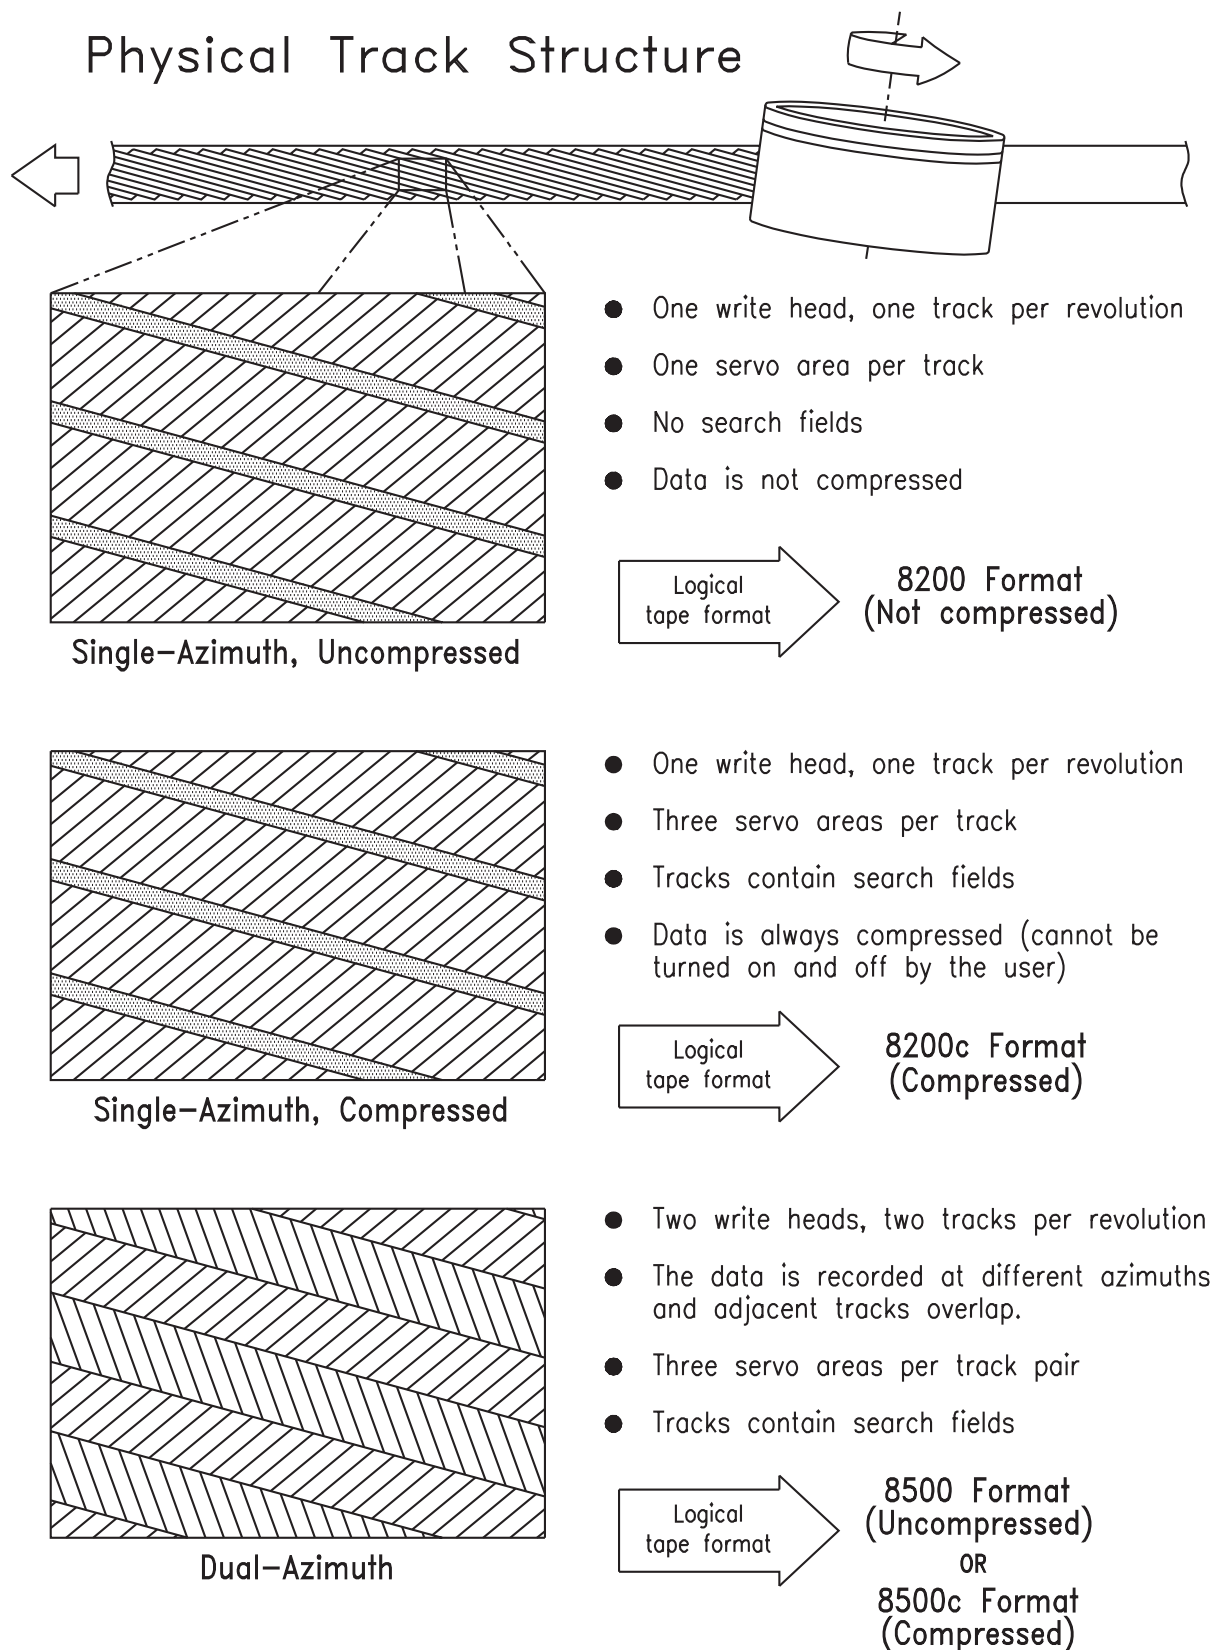 Physical Track Structure
● One write head, one track per revolution
● One servo area per track
● No search fields
● Data is not compressed
Logical
tape format
8200 Format
(Not compressed)
Single-Azimuth, Uncompressed
● One write head, one track per revolution
● Three servo areas per track
● Tracks contain search fields
● Data is always compressed (cannot be
turned on and off by the user)
Logical
tape format
8200c Format
(Compressed)
Single-Azimuth, Compressed
● Two write heads, two tracks per revolution
● The data is recorded at different azimuths
and adjacent tracks overlap.
● Three servo areas per track pair
● Tracks contain search fields
Logical
tape format
8500 Format
(Uncompressed)
OR
8500c Format
(Compressed)
Dual-Azimuth